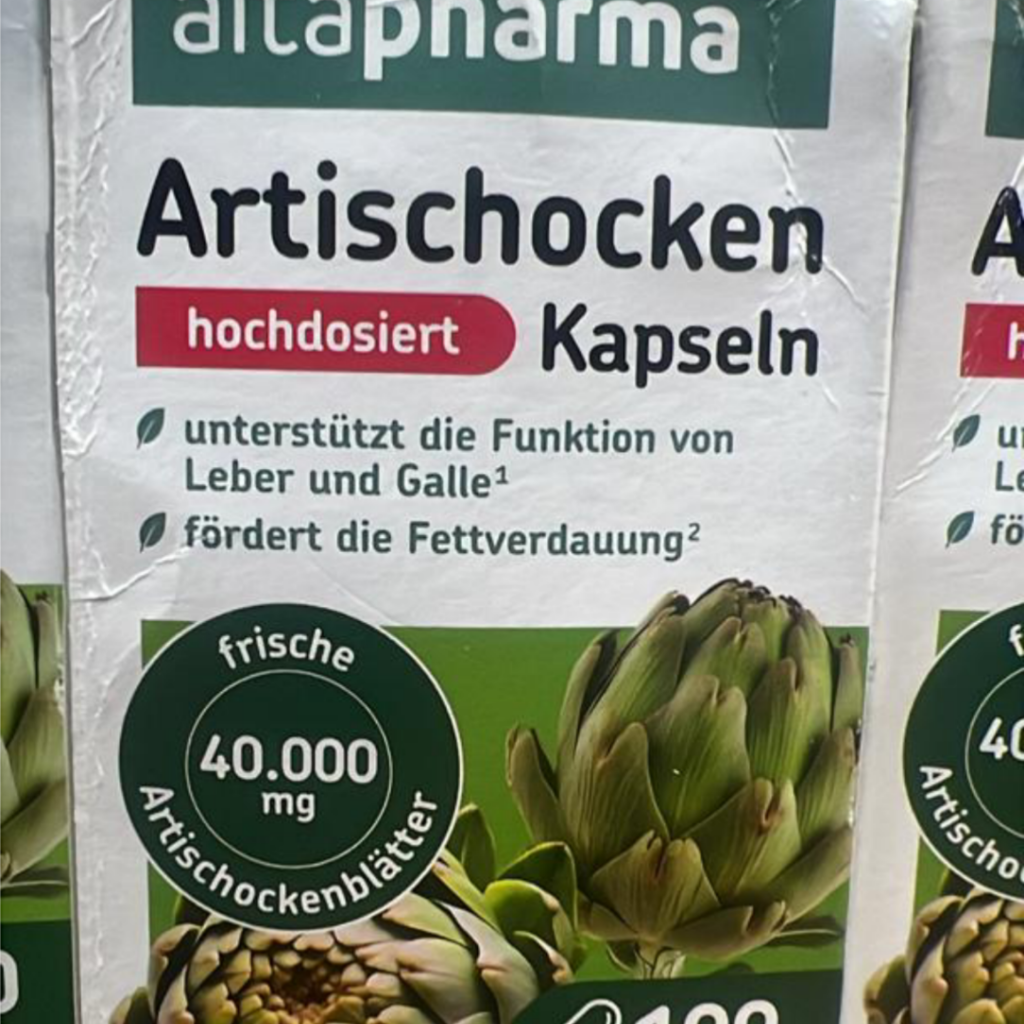 altapharma
Artischocken
hochdosiert Kapseln
unterstützt die Funktion von
Leber und Galle¹
fördert die Fettverdauung²
frische
40.000
mg
Artischockenblätter
100